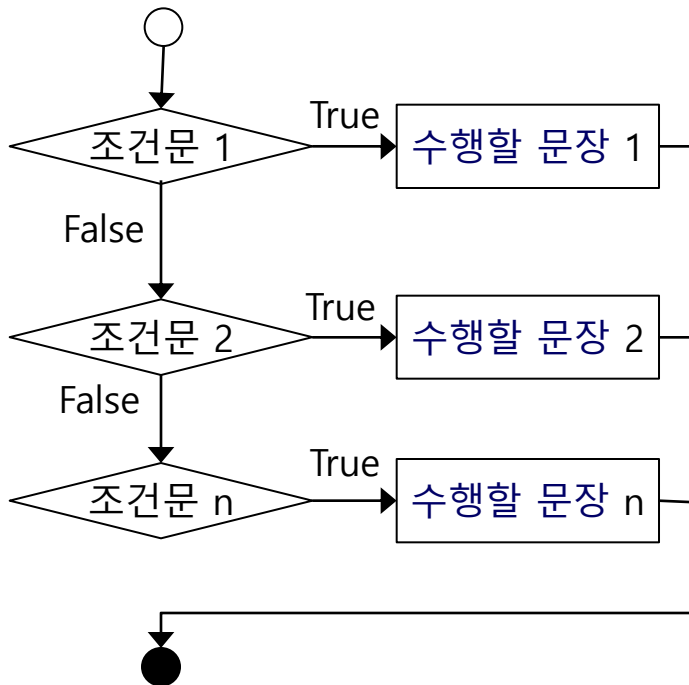 True
조건문 1
수행할 문장 1
False
True
조건문 2
수행할 문장 2
False
True
조건문 n
수행할 문장 n